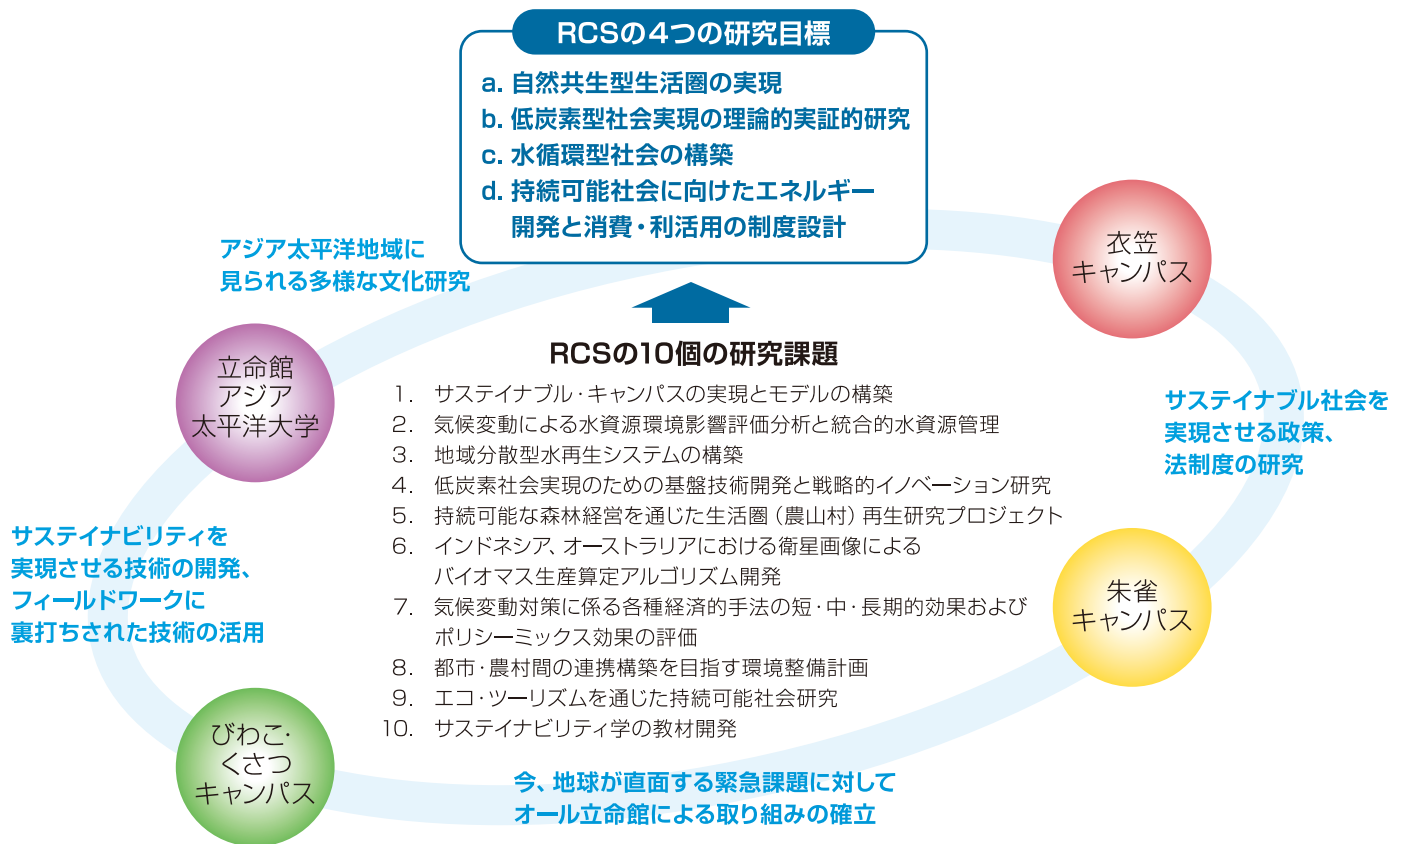 RCSの4つの研究目標
a. 自然共生型生活圏の実現
b. 低炭素型社会実現の理論的実証的研究
c. 水循環型社会の構築
d. 持続可能社会に向けたエネルギー
開発と消費・利活用の制度設計
アジア太平洋地域に
見られる多様な文化研究
衣笠
キャンパス
立命館
アジア
太平洋大学
RCSの10個の研究課題
1. サステイナブル・キャンパスの実現とモデルの構築
2. 気候変動による水資源環境影響評価分析と統合的水資源管理
3. 地域分散型水再生システムの構築
4. 低炭素社会実現のための基盤技術開発と戦略的イノベーション研究
5. 持続可能な森林経営を通じた生活圏（農山村）再生研究プロジェクト
6. インドネシア、オーストラリアにおける衛星画像による
バイオマス生産算定アルゴリズム開発
7. 気候変動対策に係る各種経済的手法の短・中・長期的効果および
ポリシーミックス効果の評価
8. 都市・農村間の連携構築を目指す環境整備計画
9. エコ・ツーリズムを通じた持続可能社会研究
10. サステイナビリティ学の教材開発
サステイナブル社会を
実現させる政策、
法制度の研究
サステイナビリティを
実現させる技術の開発、
フィールドワークに
裏打ちされた技術の活用
朱雀
キャンパス
びわこ・
くさつ
キャンパス
今、地球が直面する緊急課題に対して
オール立命館による取り組みの確立